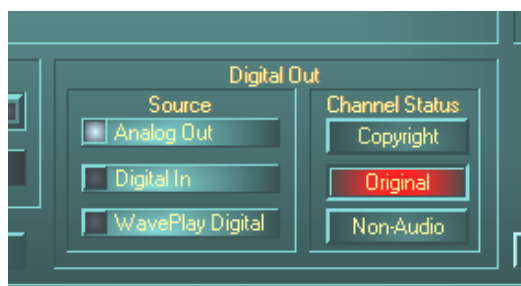 Digital Out
Source
Analog Out
Digital In
WavePlay Digital
Channel Status
Copyright
Original
Non-Audio